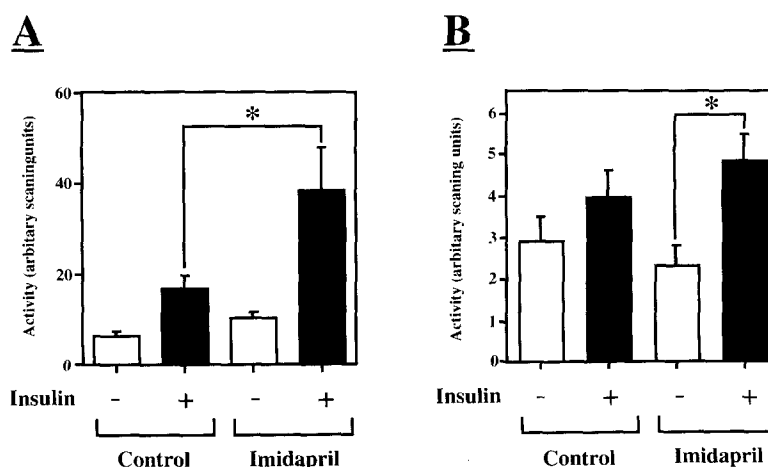 A
Activity (arbitary scaningunits)
60
40
20
0
*
Insulin - + - +
Control Imidapril
B
Activity (arbitary scaning units)
6
5
4
3
2
1
0
*
- + - +
Control Imidapril